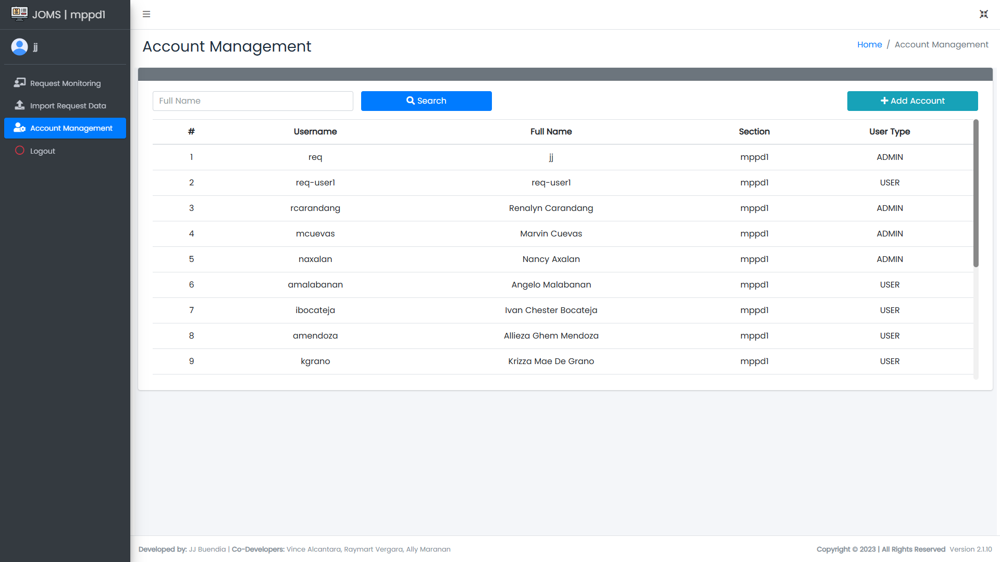 JOMS | mppd1
jj
Request Monitoring
Import Request Data
Account Management
Logout
Account Management
Home / Account Management
Full Name
Search
Add Account
# Username Full Name Section User Type
1 req jj mppd1 ADMIN
2 req-user1 req-user1 mppd1 USER
3 rcarandang Renalyn Carandang mppd1 ADMIN
4 mcuevas Marvin Cuevas mppd1 ADMIN
5 naxalan Nancy Axalan mppd1 ADMIN
6 amalabanan Angelo Malabanan mppd1 USER
7 ibocateja Ivan Chester Bocateja mppd1 USER
8 amendoza Allieza Ghem Mendoza mppd1 USER
9 kgrano Krizza Mae De Grano mppd1 USER
Developed by: JJ Buendia | Co-Developers: Vince Alcantara, Raymart Vergara, Ally Maranan
Copyright © 2023 | All Rights Reserved Version 2.1.10